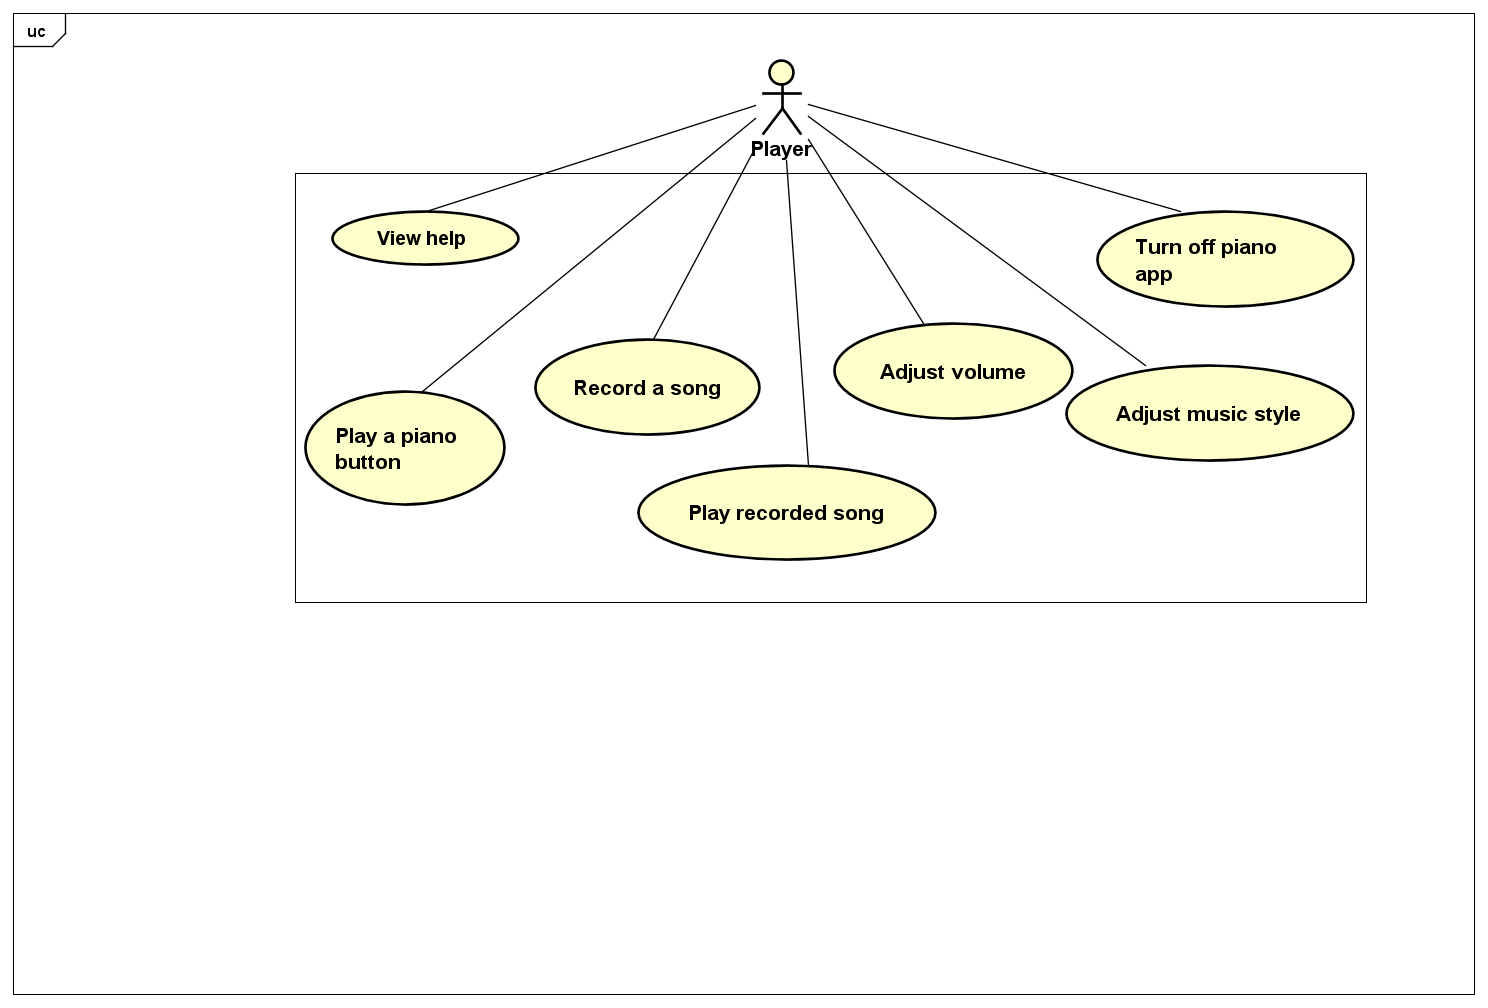 uc
Player
View help
Turn off piano
app
Record a song
Adjust volume
Adjust music style
Play a piano
button
Play recorded song